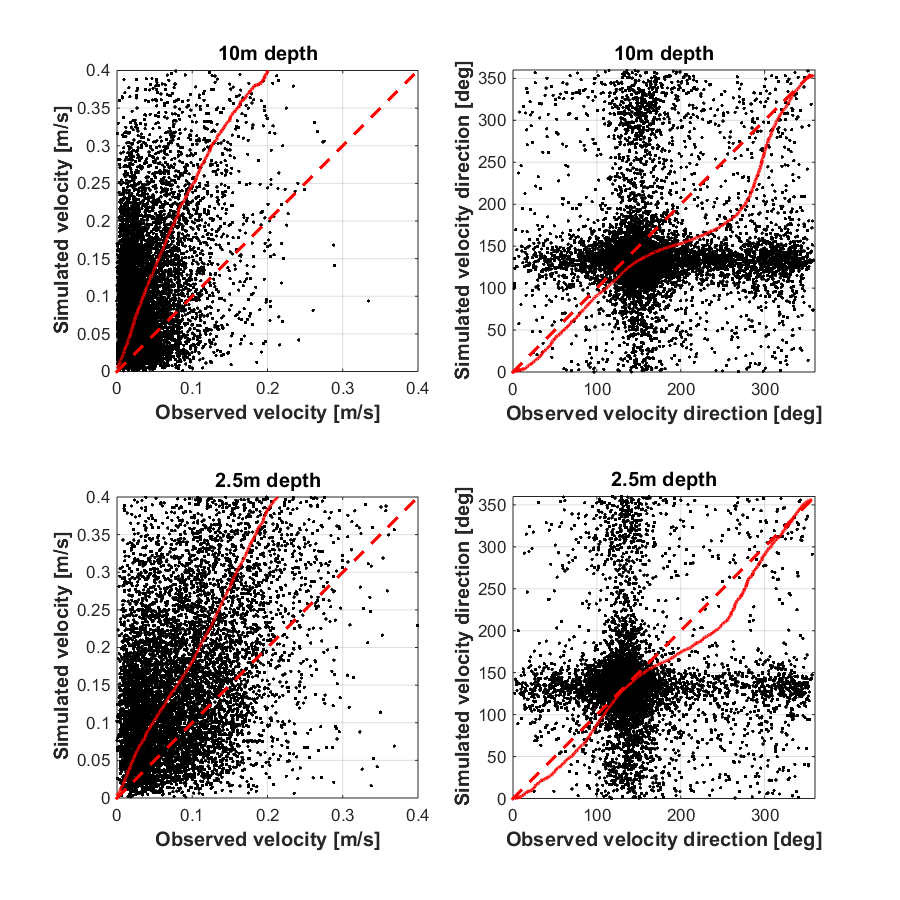 10m depth
0.4
0.35
0.3
0.25
0.2
0.15
0.1
0.05
0
0 0.1 0.2 0.3 0.4
Simulated velocity [m/s]
Observed velocity [m/s]
10m depth
350
300
250
200
150
100
50
0
0 100 200 300
Simulated velocity direction [deg]
Observed velocity direction [deg]
2.5m depth
0.4
0.35
0.3
0.25
0.2
0.15
0.1
0.05
0
0 0.1 0.2 0.3 0.4
Simulated velocity [m/s]
Observed velocity [m/s]
2.5m depth
350
300
250
200
150
100
50
0
0 100 200 300
Simulated velocity direction [deg]
Observed velocity direction [deg]